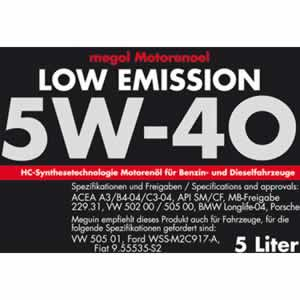 megol Motorenoel
LOW EMISSION
5W-40
HC-Synthesetechnologie Motorenöl für Benzin- und Dieselfahrzeuge
Spezifikationen und Freigaben / Specifications and approvals:
ACEA A3/B4-04/C3-04, API SM/CF, MB-Freigabe
229.31, VW 502 00 / 505 00, BMW Longlife-04, Porsche
Meguin empfiehlt dieses Produkt auch für Fahrzeuge, für die
folgende Spezifikationen gefordert sind:
VW 505 01, Ford WSS-M2C917-A,
Fiat 9.55535-S2
5 Liter